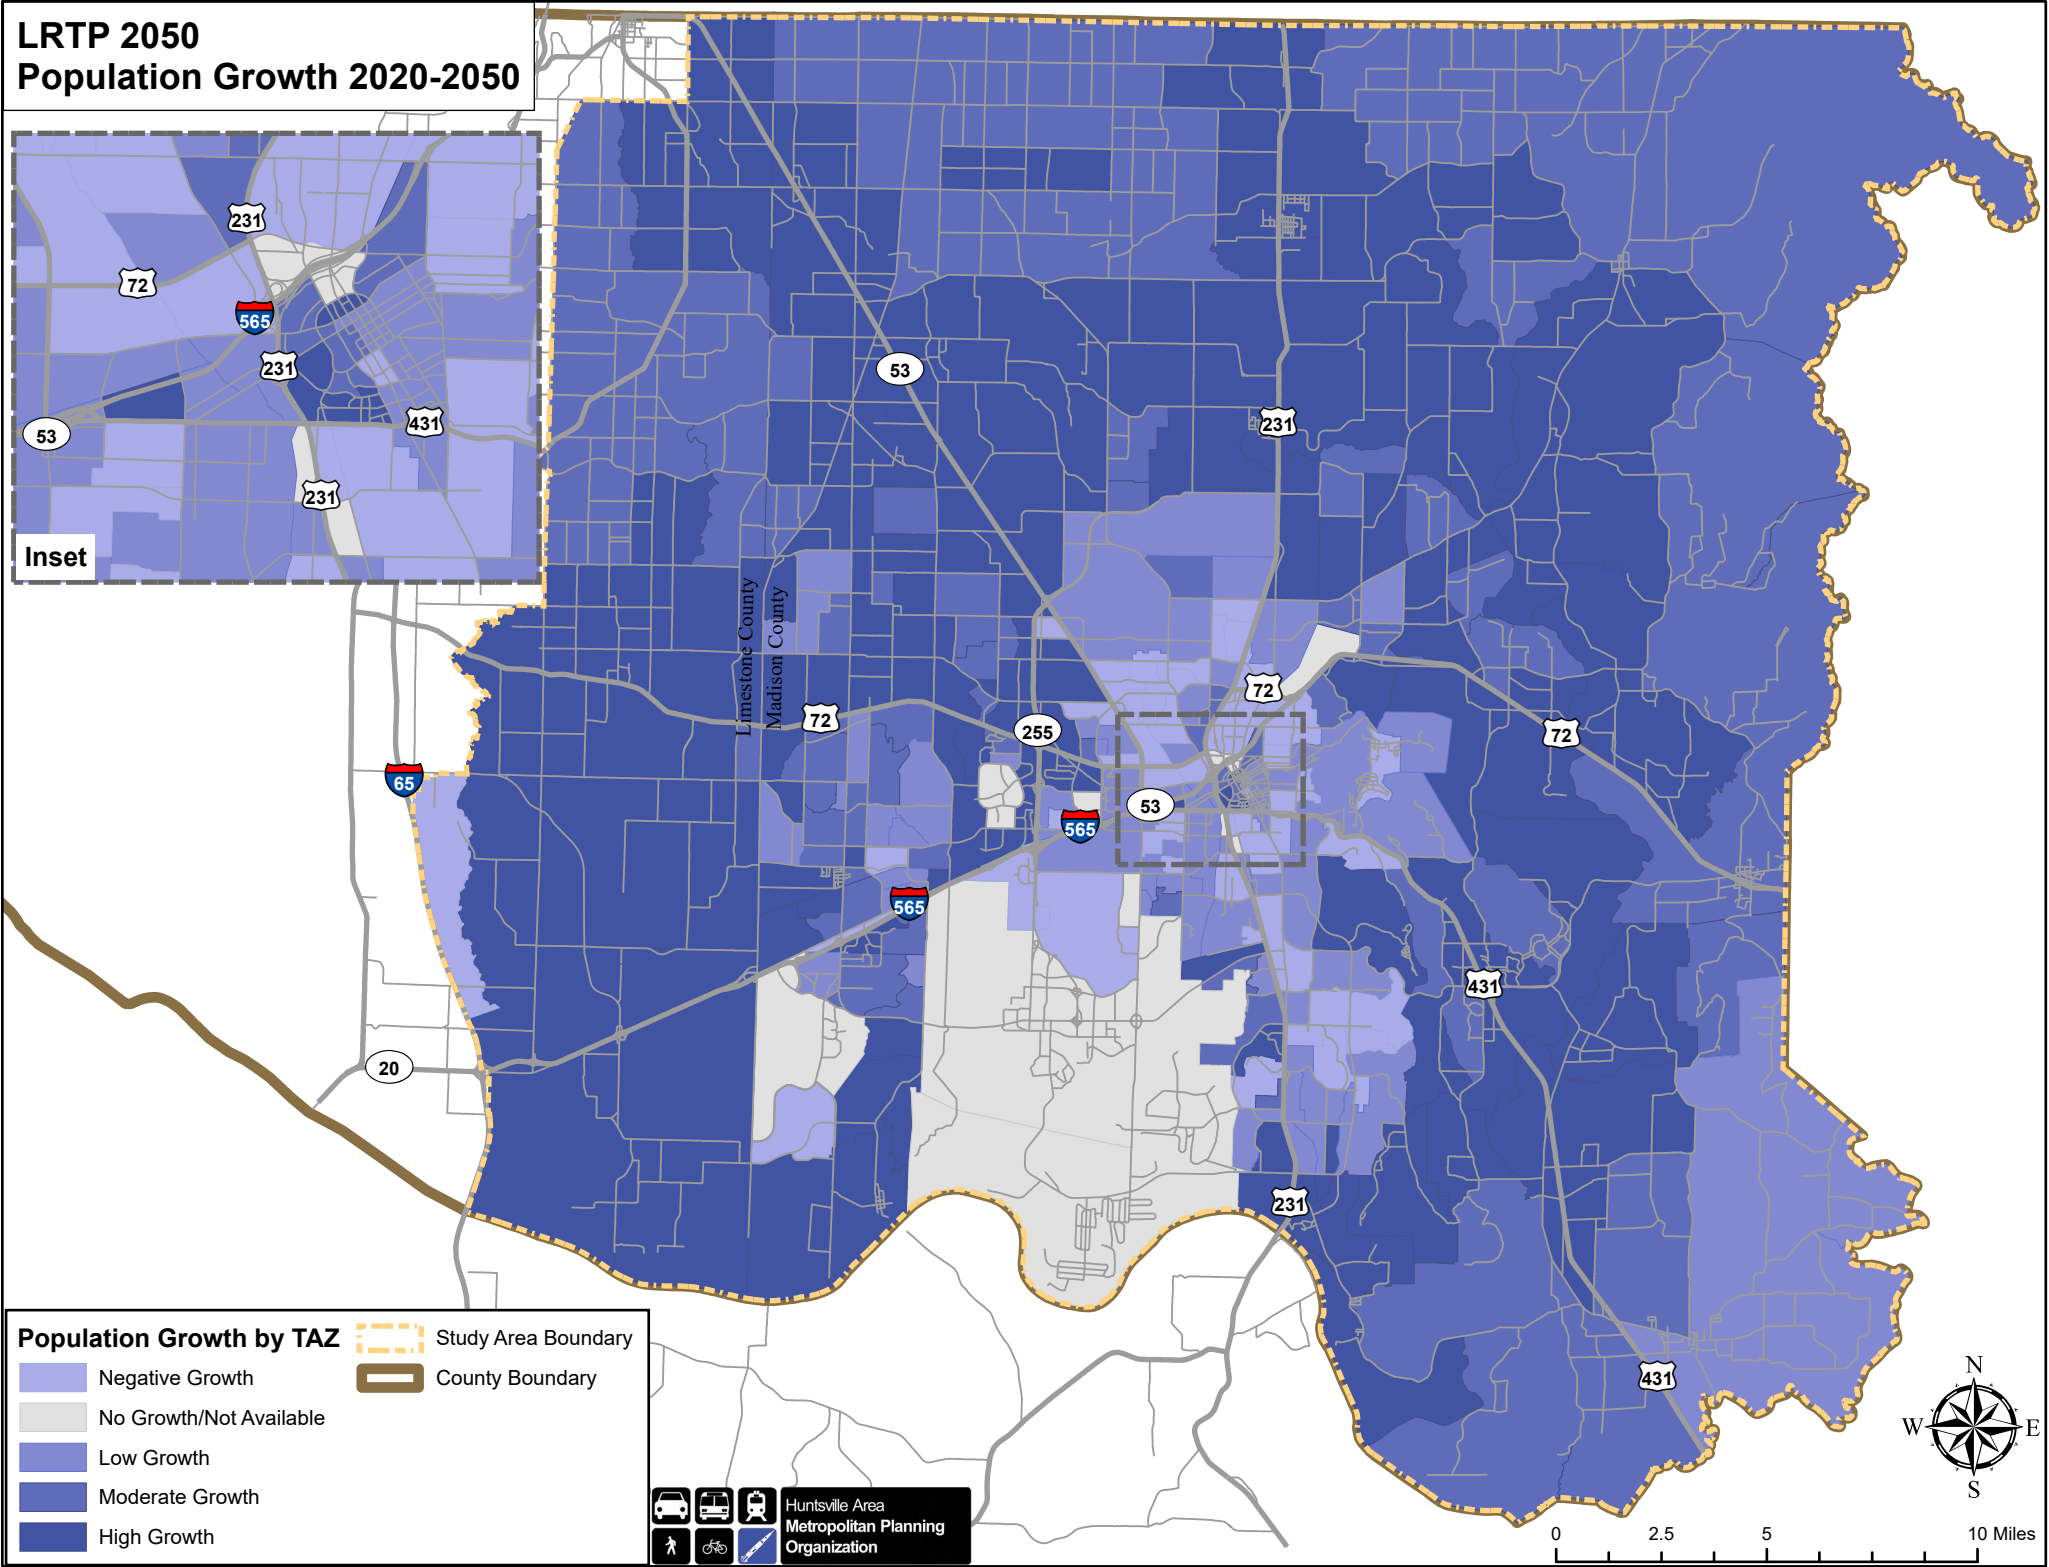 LRTP 2050
Population Growth 2020-2050
231
72
565
231
53
431
231
Inset
53
231
Limestone County
Madison County
72
72
255
72
65
53
565
565
431
20
231
431
Population Growth by TAZ
Negative Growth
No Growth/Not Available
Low Growth
Moderate Growth
High Growth
Study Area Boundary
County Boundary
Huntsville Area
Metropolitan Planning
Organization
N
W
E
S
0 2.5 5 10 Miles